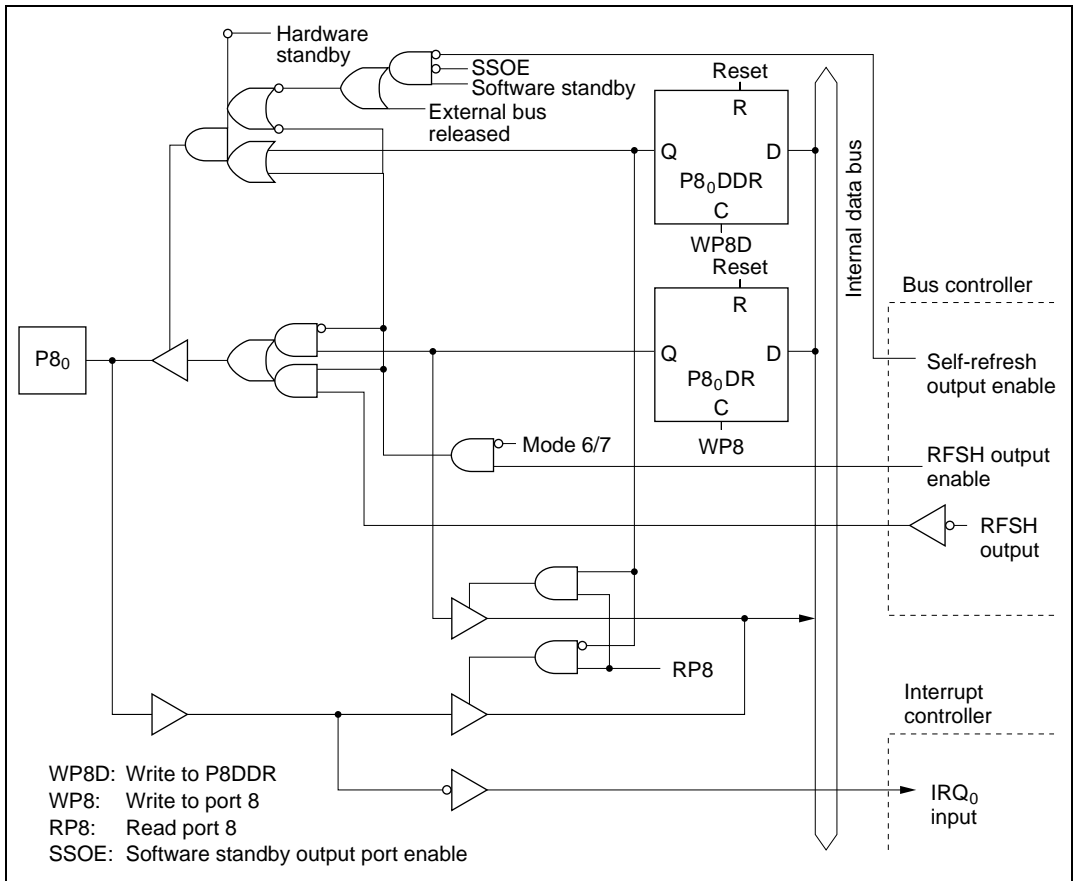 Hardware
standby
SSOE
Software standby
External bus
released
Reset
R
Q
D
P8₀DDR
C
WP8D
Reset
R
Q
D
P8₀DR
C
WP8
Internal data bus
Bus controller
Self-refresh
output enable
P8₀
Mode 6/7
RFSH output
enable
RFSH
output
RP8
Interrupt
controller
IRQ₀
input
WP8D: Write to P8DDR
WP8: Write to port 8
RP8: Read port 8
SSOE: Software standby output port enable